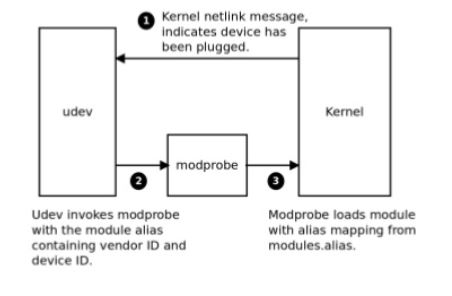 1 Kernel netlink message,
indicates device has
been plugged.
udev
Kernel
modprobe
2
3
Udev invokes modprobe
with the module alias
containing vendor ID and
device ID.
Modprobe loads module
with alias mapping from
modules.alias.